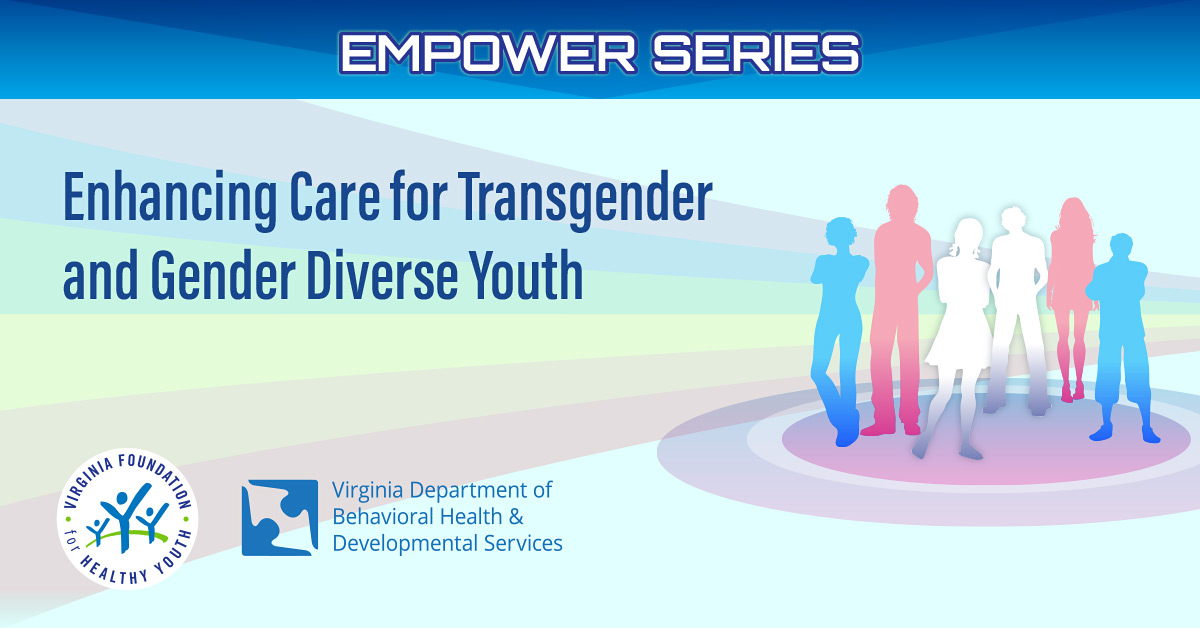 EMPOWER SERIES
Enhancing Care for Transgender
and Gender Diverse Youth
VIRGINIA FOUNDATION
for
HEALTHY YOUTH
Virginia Department of
Behavioral Health &
Developmental Services